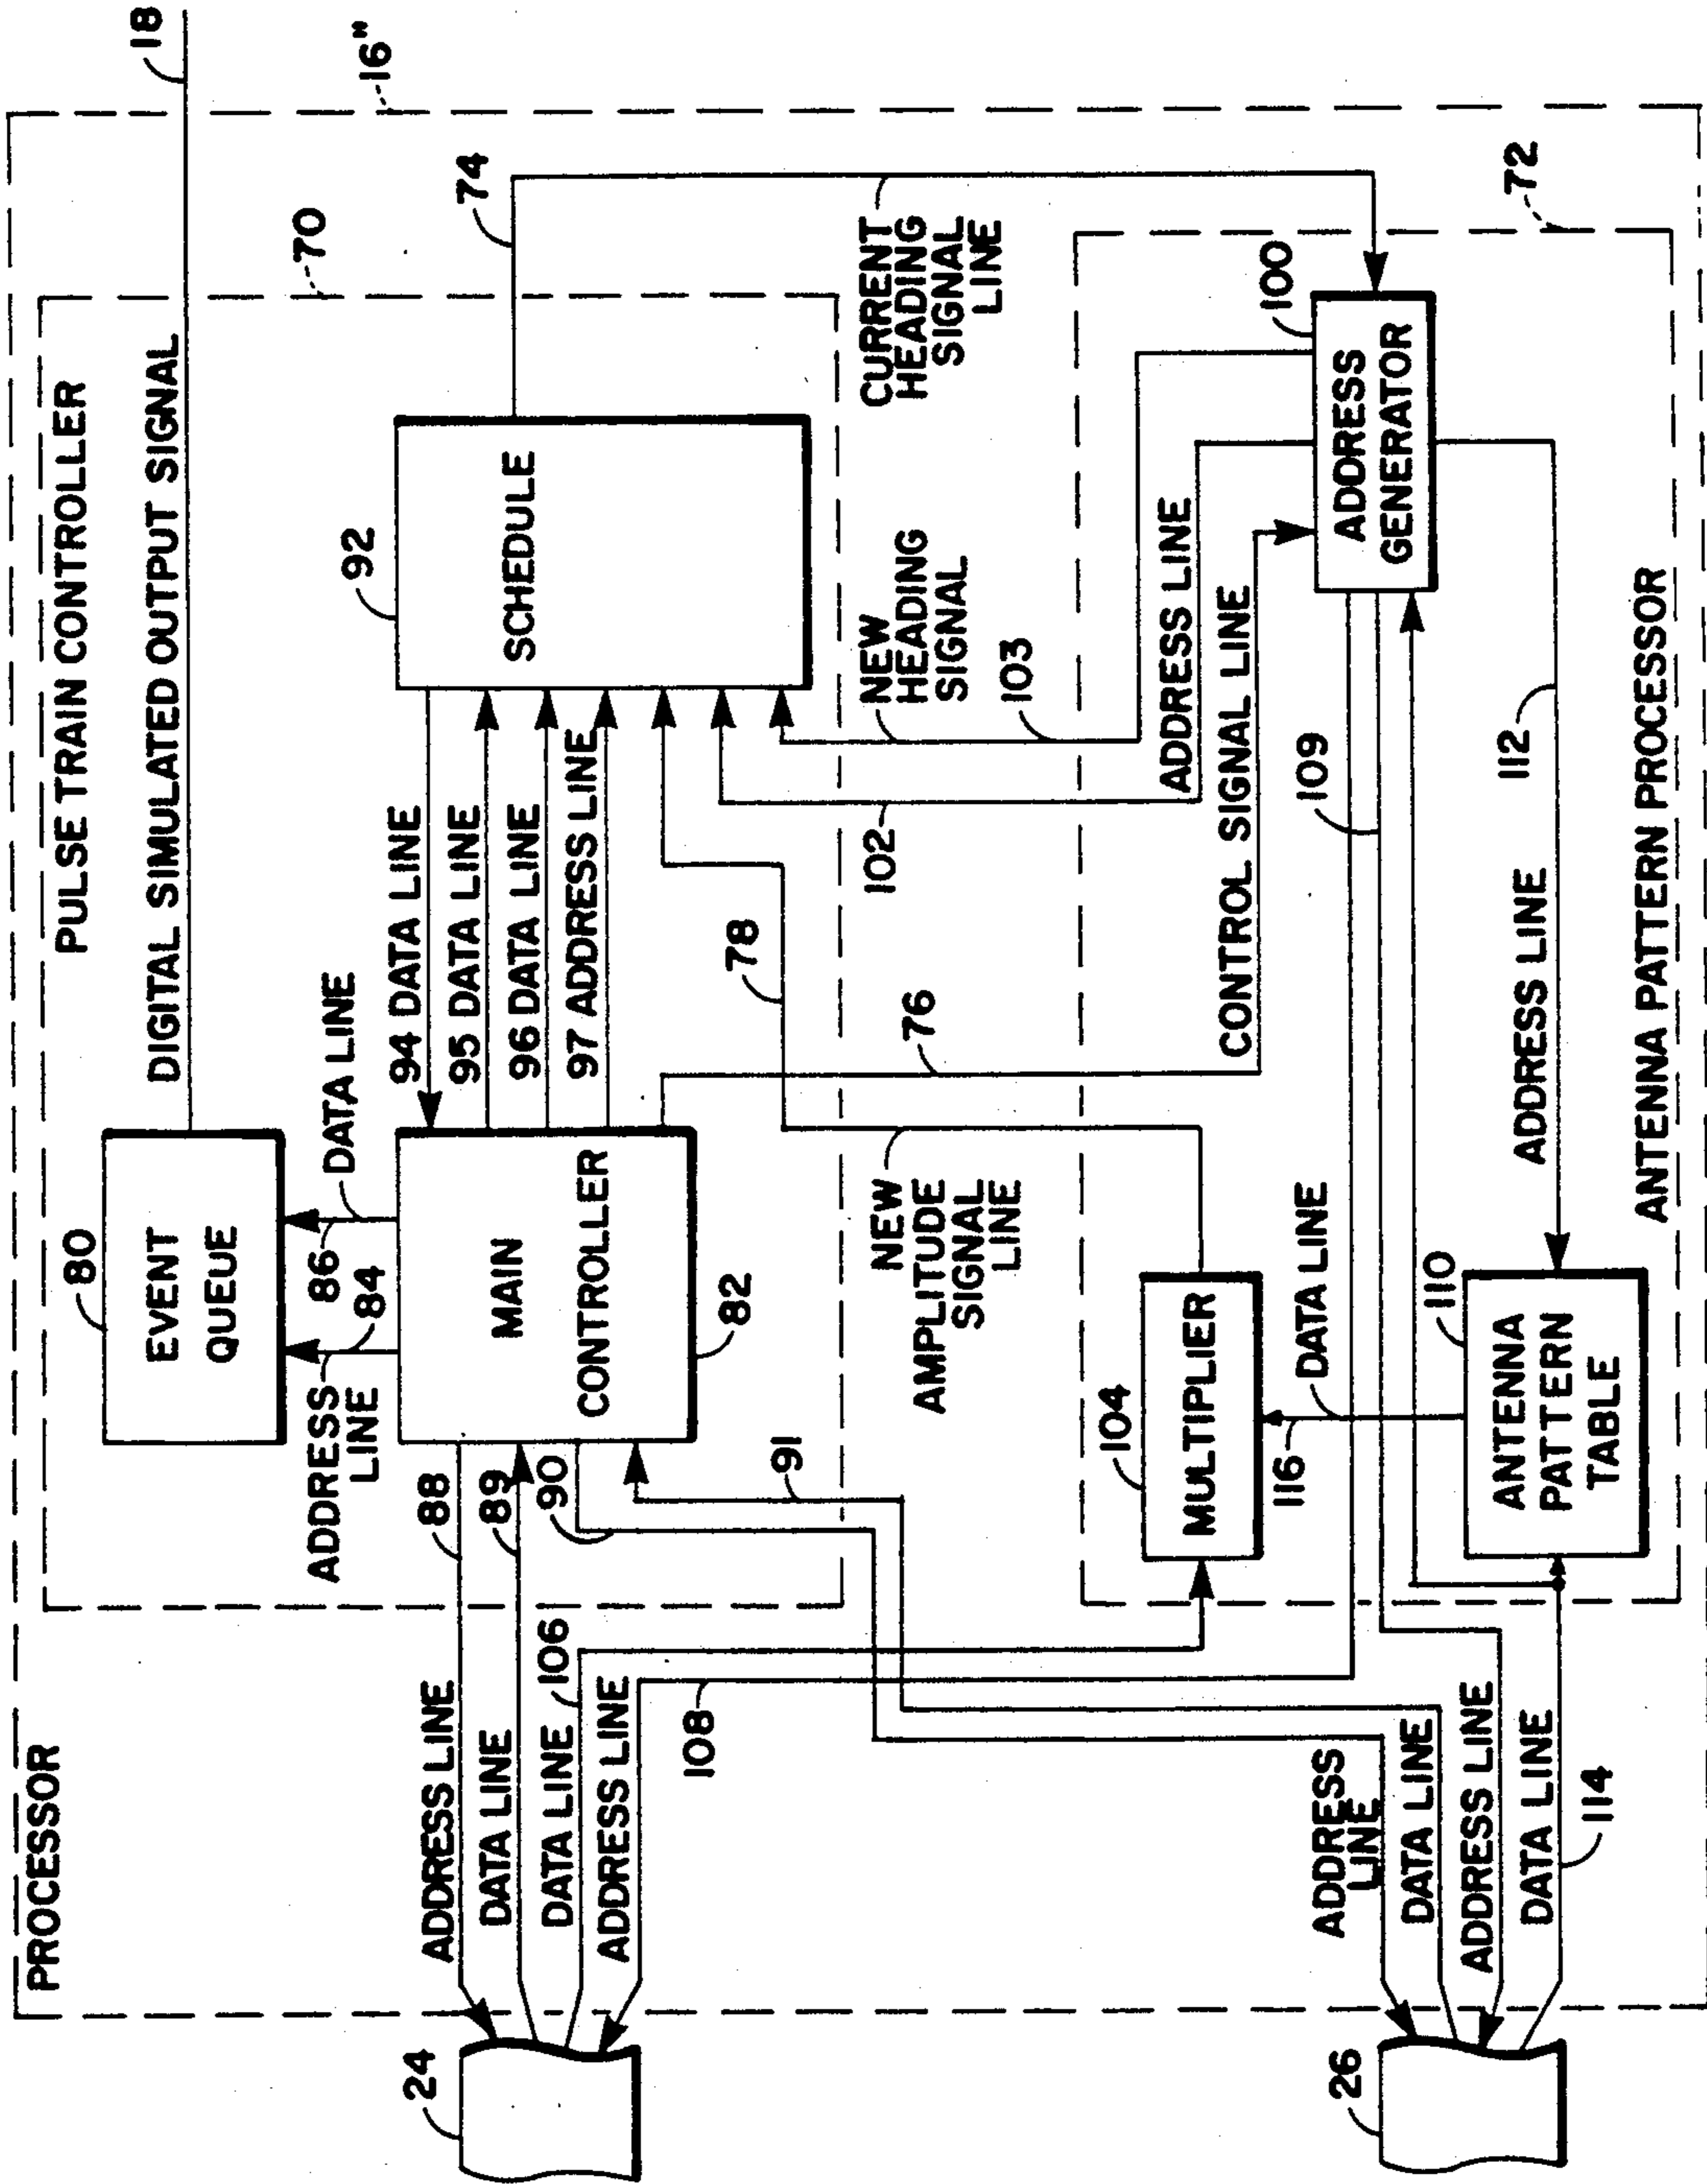 PROCESSOR
16"
PULSE TRAIN CONTROLLER
70
DIGITAL SIMULATED OUTPUT SIGNAL
18
80
EVENT
QUEUE
ADDRESS
LINE
84
86
DATA LINE
MAIN
CONTROLLER
82
92
SCHEDULE
74
94 DATA LINE
95 DATA LINE
96 DATA LINE
97 ADDRESS LINE
24
ADDRESS LINE
88
DATA LINE
89
DATA LINE
106
ADDRESS LINE
90
91
108
NEW
AMPLITUDE
SIGNAL
LINE
78
76
102
NEW
HEADING
SIGNAL
103
CURRENT
HEADING
SIGNAL
LINE
72
ADDRESS LINE
CONTROL SIGNAL LINE
104
MULTIPLIER
116
DATA LINE
109
100
ADDRESS
GENERATOR
110
ANTENNA
PATTERN
TABLE
ADDRESS LINE
112
ANTENNA PATTERN PROCESSOR
26
ADDRESS
LINE
DATA LINE
ADDRESS LINE
DATA LINE
114